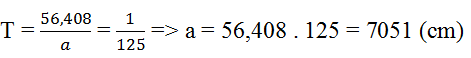 T = 56,408/a = 1/125 => a = 56,408 . 125 = 7051 (cm)